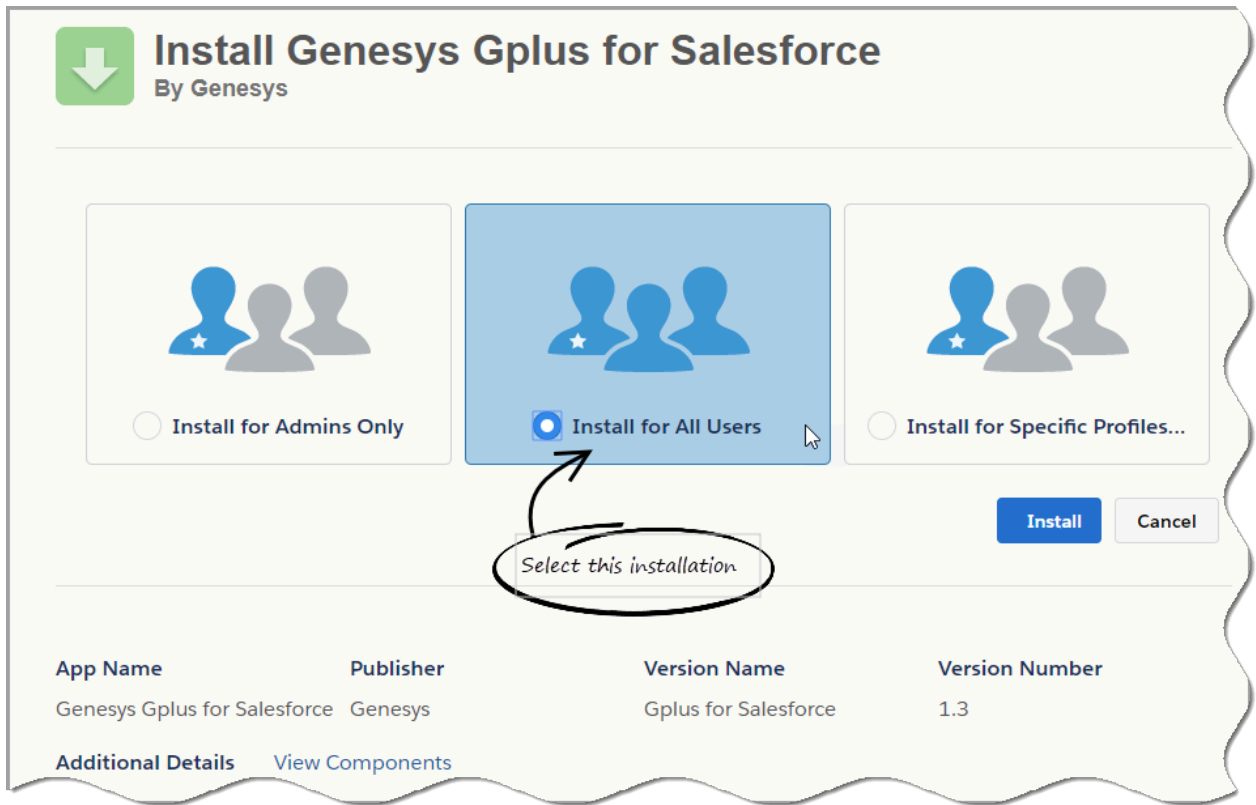 Install Genesys Gplus for Salesforce
By Genesys
Install for Admins Only
Install for All Users
Install for Specific Profiles...
Install
Cancel
Select this installation
App Name
Publisher
Version Name
Version Number
Genesys Gplus for Salesforce
Genesys
Gplus for Salesforce
1.3
Additional Details
View Components